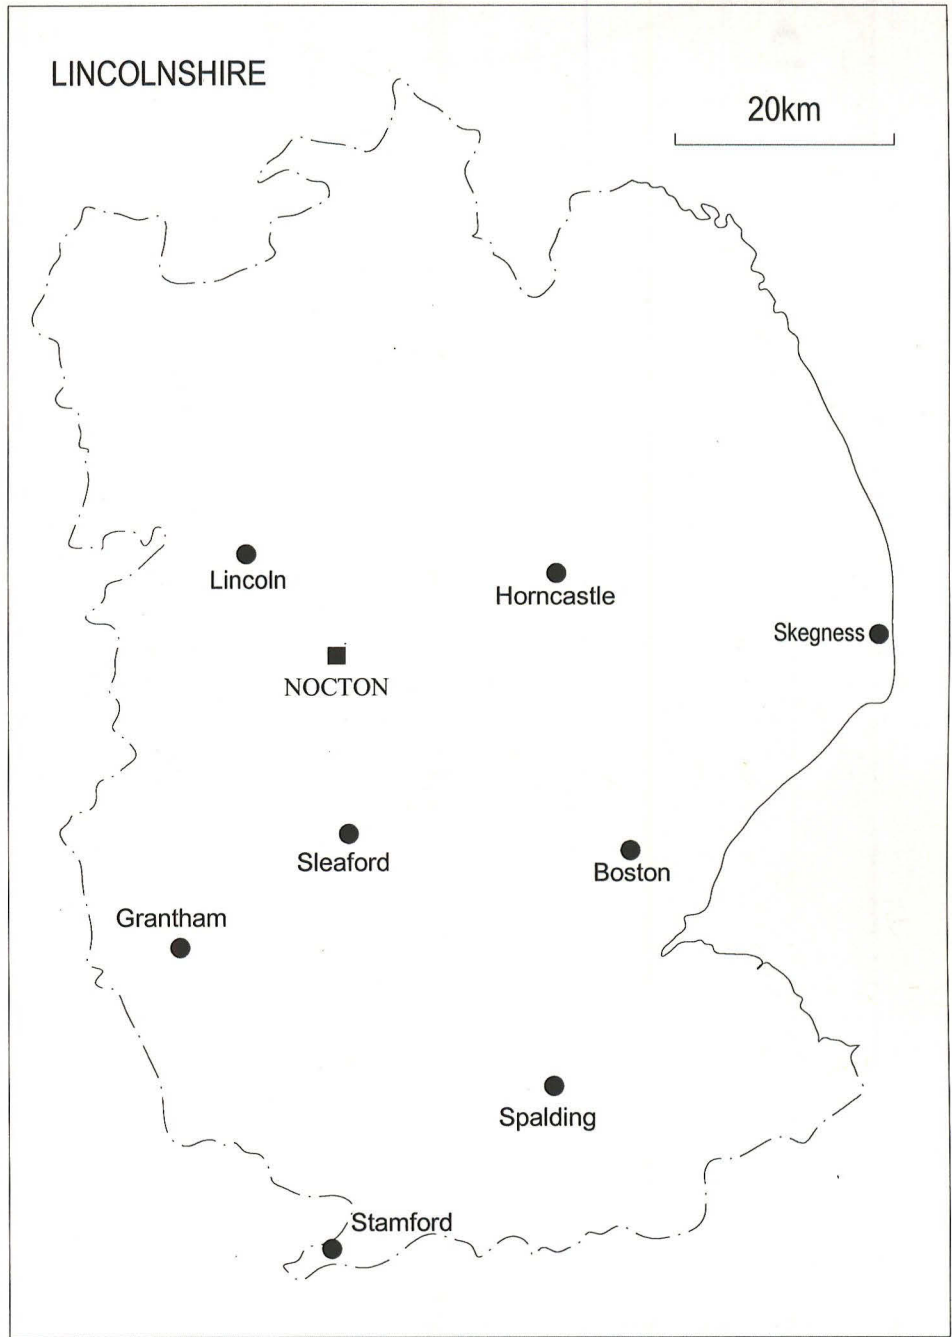 LINCOLNSHIRE
20km
Lincoln
Horncastle
Skegness
NOCTON
Sleaford
Boston
Grantham
Spalding
Stamford